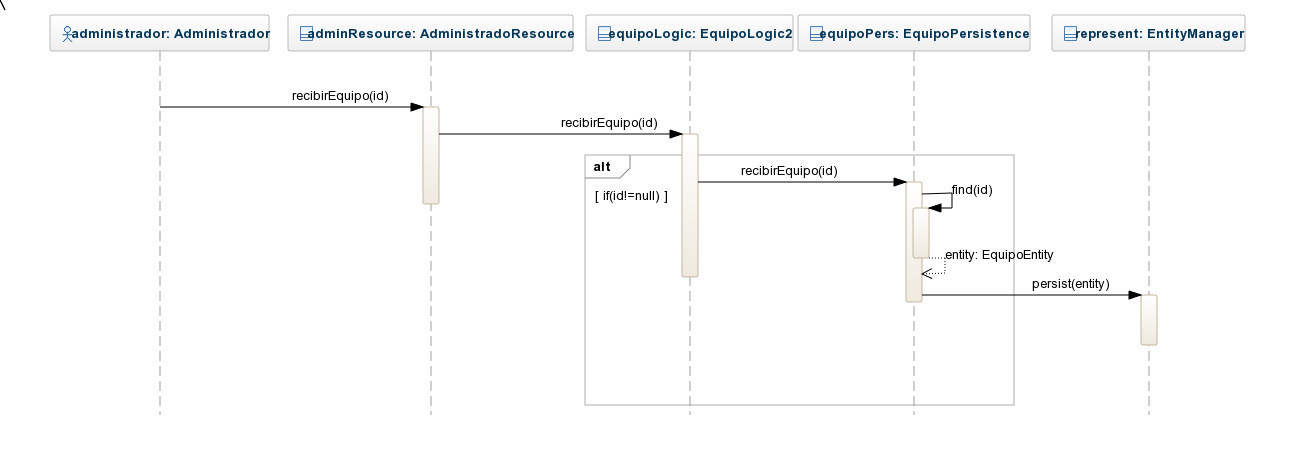 administrador: Administrador
adminResource: AdministradoResource
equipoLogic: EquipoLogic2
equipoPers: EquipoPersistence
represent: EntityManager
recibirEquipo(id)
recibirEquipo(id)
alt
recibirEquipo(id)
[ if(id!=null) ]
find(id)
entity: EquipoEntity
persist(entity)